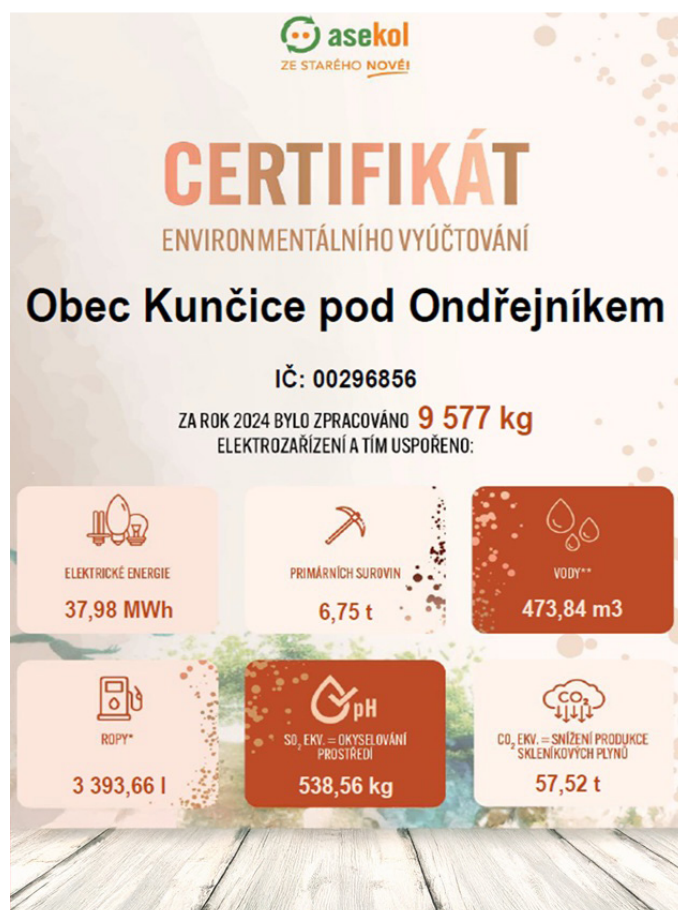 asekol
ZE STARÉHO NOVÉ!
CERTIFIKÁT
ENVIRONMENTÁLNÍHO VYÚČTOVÁNÍ
Obec Kunčice pod Ondřejníkem
IČ: 00296856
ZA ROK 2024 BYLO ZPRACOVÁNO 9 577 kg
ELEKTROZAŘÍZENÍ A TÍM USPOŘENO:
ELEKTRICKÉ ENERGIE
37,98 MWh
PRIMÁRNÍCH SUROVIN
6,75 t
VODY**
473,84 m3
ROPY*
3 393,66 l
pH
SO₂ EKV. = OKYSELOVÁNÍ
PROSTŘEDÍ
538,56 kg
CO₂
CO₂ EKV. = SNÍŽENÍ PRODUKCE
SKLENÍKOVÝCH PLYNŮ
57,52 t